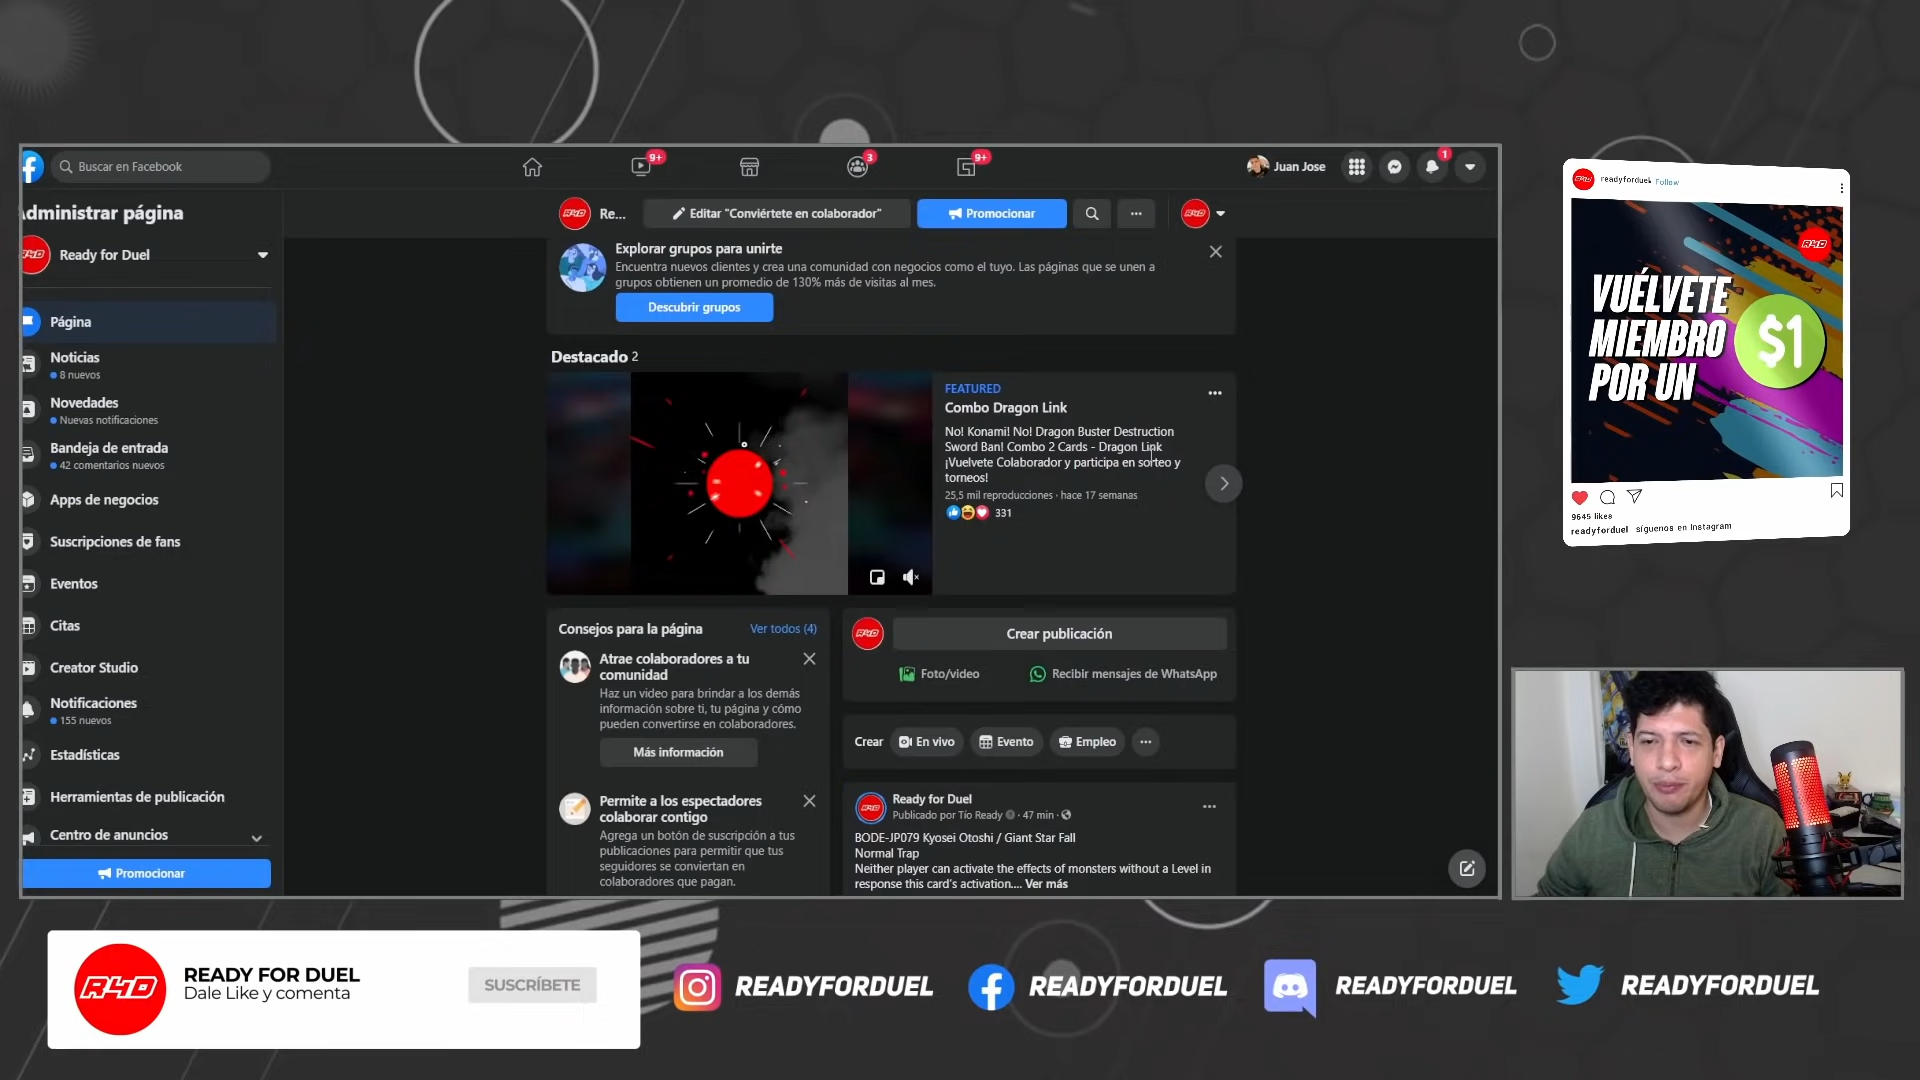 Buscar en Facebook
9+
3
9+
Juan Jose
1
Administrar página
Ready for Duel
Página
Noticias
8 nuevos
Novedades
Nuevas notificaciones
Bandeja de entrada
42 comentarios nuevos
Apps de negocios
Suscripciones de fans
Eventos
Citas
Creator Studio
Notificaciones
155 nuevos
Estadísticas
Herramientas de publicación
Centro de anuncios
Promocionar
R4D
Re...
Editar "Conviértete en colaborador"
Promocionar
R4D
Explorar grupos para unirte
Encuentra nuevos clientes y crea una comunidad con negocios como el tuyo. Las páginas que se unen a
grupos obtienen un promedio de 130% más de visitas al mes.
Descubrir grupos
Destacado 2
FEATURED
Combo Dragon Link
No! Konami! No! Dragon Buster Destruction
Sword Ban! Combo 2 Cards - Dragon Link
¡Vuelvete Colaborador y participa en sorteo y
torneos!
25,5 mil reproducciones · hace 17 semanas
331
Consejos para la página
Ver todos (4)
Atrae colaboradores a tu
comunidad
Haz un video para brindar a los demás
información sobre ti, tu página y cómo
pueden convertirse en colaboradores.
Más información
Permite a los espectadores
colaborar contigo
Agrega un botón de suscripción a tus
publicaciones para permitir que tus
seguidores se conviertan en
colaboradores que pagan.
R4D
Crear publicación
Foto/video
Recibir mensajes de WhatsApp
Crear
En vivo
Evento
Empleo
R4D
Ready for Duel
Publicado por Tío Ready · 47 min ·
BODE-JP079 Kyosei Otoshi / Giant Star Fall
Normal Trap
Neither player can activate the effects of monsters without a Level in
response this card's activation.... Ver más
R4D
readyforduel Follow
R4D
VUÉLVETE
MIEMBRO
POR UN
$1
9645 likes
readyforduel síguenos en Instagram
R4D
READY FOR DUEL
Dale Like y comenta
SUSCRÍBETE
READYFORDUEL
READYFORDUEL
READYFORDUEL
READYFORDUEL